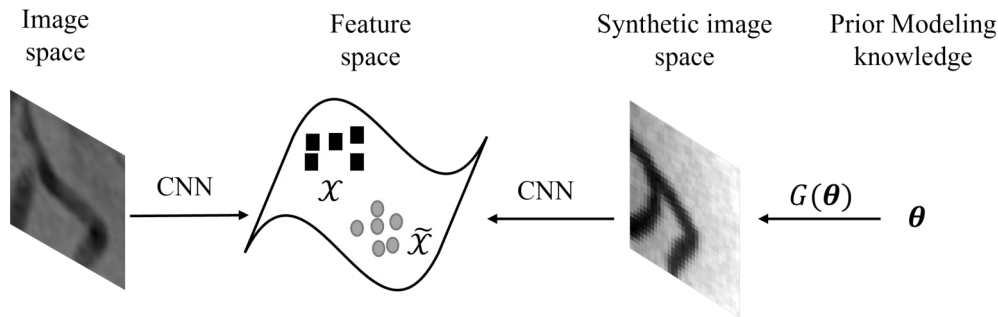 Image
space
Feature
space
Synthetic image
space
Prior Modeling
knowledge
CNN
𝒳
𝒳̃
CNN
G(θ)
θ